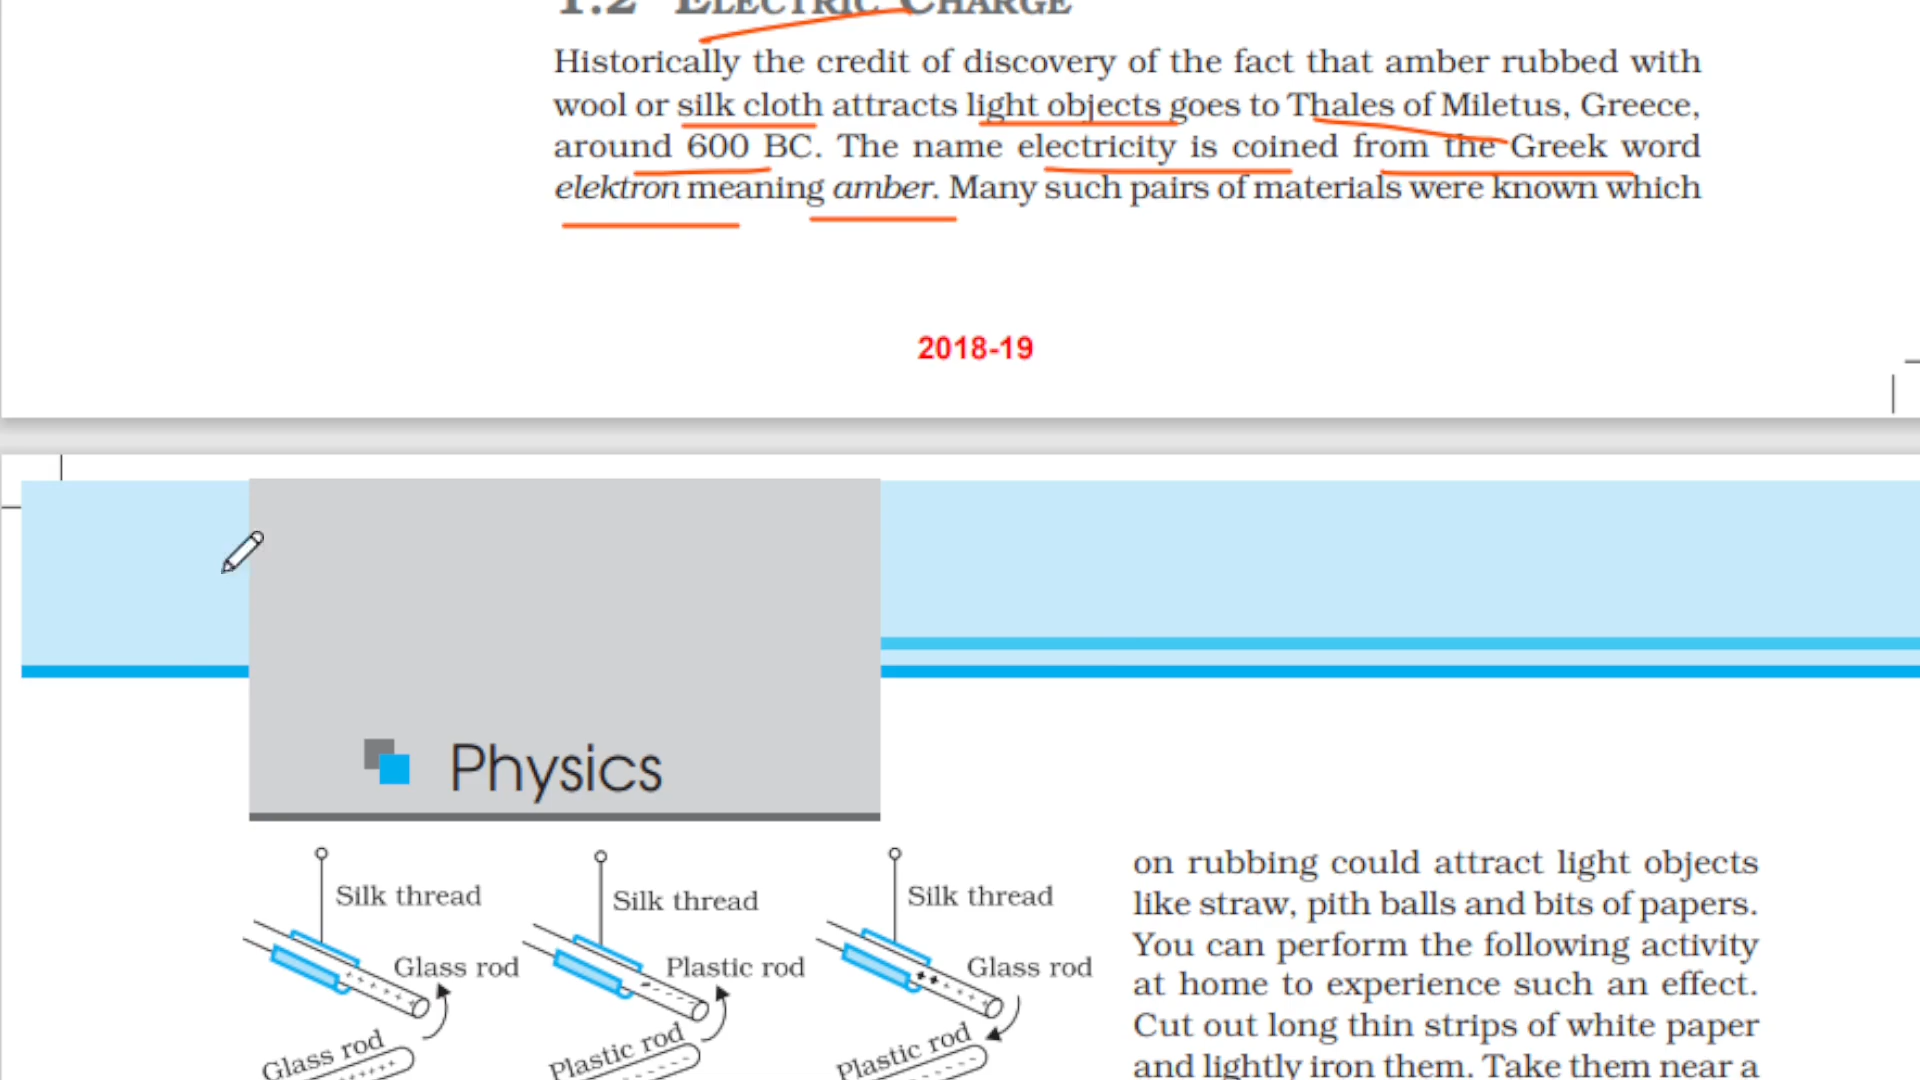 1.2 ELECTRIC CHARGE
Historically the credit of discovery of the fact that amber rubbed with
wool or silk cloth attracts light objects goes to Thales of Miletus, Greece,
around 600 BC. The name electricity is coined from the Greek word
elektron meaning amber. Many such pairs of materials were known which
2018-19
Physics
Silk thread
Glass rod
Glass rod
Silk thread
Plastic rod
Plastic rod
Silk thread
Glass rod
Plastic rod
on rubbing could attract light objects
like straw, pith balls and bits of papers.
You can perform the following activity
at home to experience such an effect.
Cut out long thin strips of white paper
and lightly iron them. Take them near a